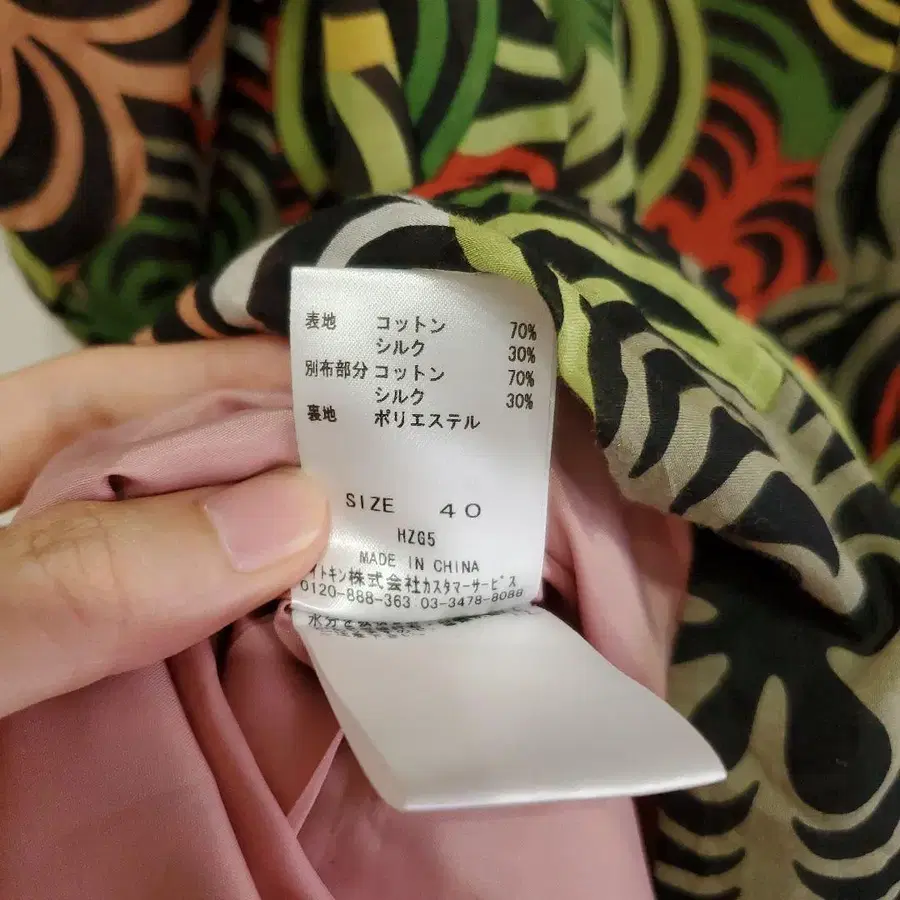 表地 コットン 70%
シルク 30%
別布部分 コットン 70%
シルク 30%
裏地 ポリエステル
SIZE 40
HZG5
MADE IN CHINA
イトキン株式会社カスタマーサービス
0120-888-363 03-3478-8088